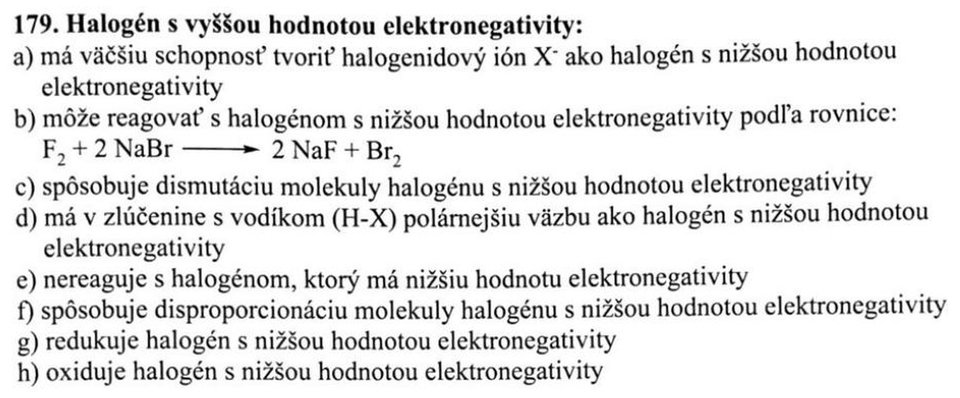 179. Halogén s vyššou hodnotou elektronegativity:
a) má väčšiu schopnosť tvoriť halogenidový ión X⁻ ako halogén s nižšou hodnotou
elektronegativity
b) môže reagovať s halogénom s nižšou hodnotou elektronegativity podľa rovnice:
F₂ + 2 NaBr ⟶ 2 NaF + Br₂
c) spôsobuje dismutáciu molekuly halogénu s nižšou hodnotou elektronegativity
d) má v zlúčenine s vodíkom (H-X) polárnejšiu väzbu ako halogén s nižšou hodnotou
elektronegativity
e) nereaguje s halogénom, ktorý má nižšiu hodnotu elektronegativity
f) spôsobuje disproporcionáciu molekuly halogénu s nižšou hodnotou elektronegativity
g) redukuje halogén s nižšou hodnotou elektronegativity
h) oxiduje halogén s nižšou hodnotou elektronegativity